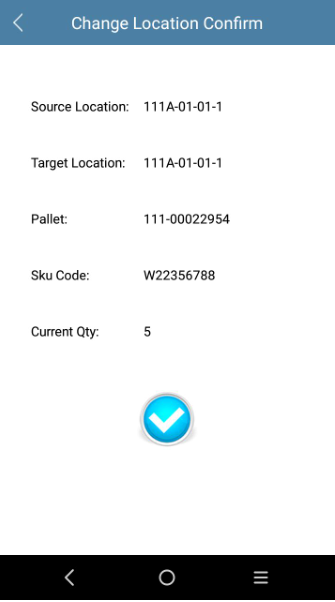 Change Location Confirm
Source Location: 111A-01-01-1
Target Location: 111A-01-01-1
Pallet: 111-00022954
Sku Code: W22356788
Current Qty: 5